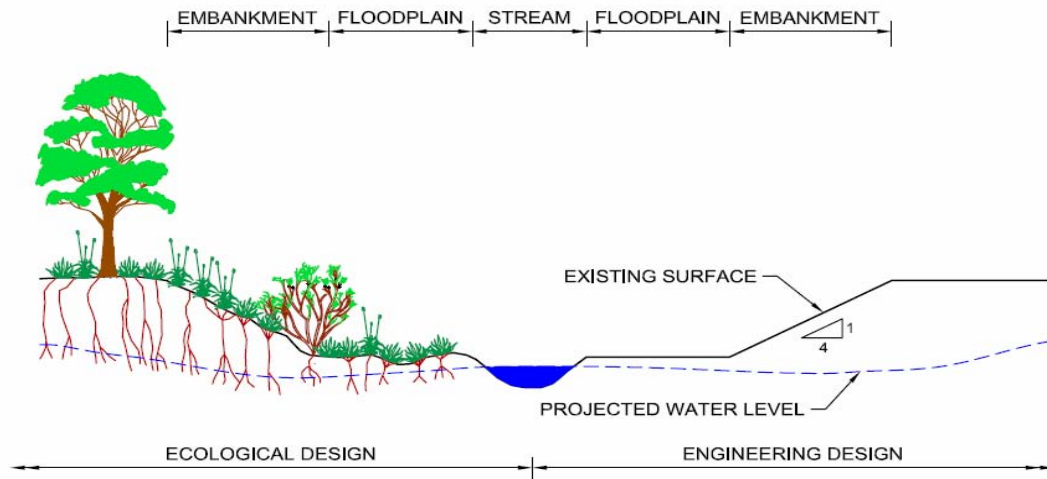 EMBANKMENT FLOODPLAIN STREAM FLOODPLAIN EMBANKMENT
EXISTING SURFACE
1
4
PROJECTED WATER LEVEL
ECOLOGICAL DESIGN ENGINEERING DESIGN